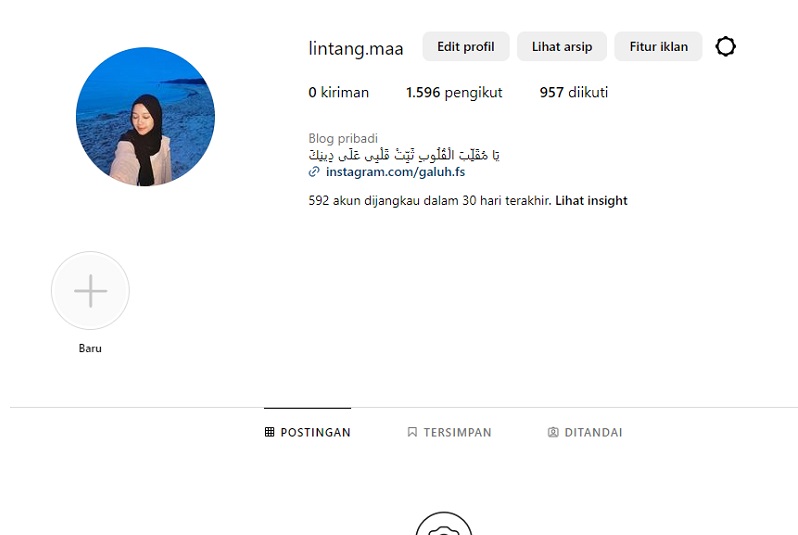 lintang.maa Edit profil Lihat arsip Fitur iklan
0 kiriman 1.596 pengikut 957 diikuti
Blog pribadi
يَا مُقَلِّبَ الْقُلُوبِ ثَبِّتْ قَلْبِي عَلَى دِينِكَ
instagram.com/galuh.fs
592 akun dijangkau dalam 30 hari terakhir. Lihat insight
Baru
POSTINGAN TERSIMPAN DITANDAI